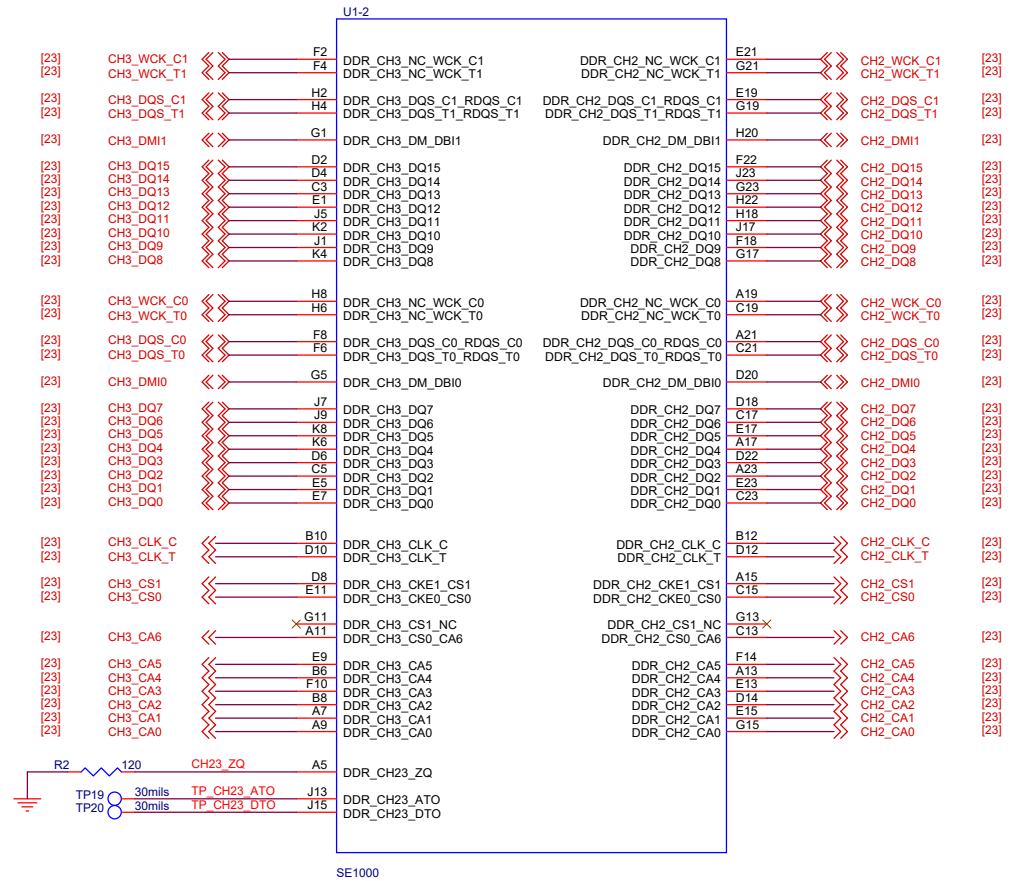 U1-2
[23] CH3_WCK_C1 F2 DDR_CH3_NC_WCK_C1 DDR_CH2_NC_WCK_C1 E21 CH2_WCK_C1 [23]
[23] CH3_WCK_T1 F4 DDR_CH3_NC_WCK_T1 DDR_CH2_NC_WCK_T1 G21 CH2_WCK_T1 [23]
[23] CH3_DQS_C1 H2 DDR_CH3_DQS_C1_RDQS_C1 DDR_CH2_DQS_C1_RDQS_C1 E19 CH2_DQS_C1 [23]
[23] CH3_DQS_T1 H4 DDR_CH3_DQS_T1_RDQS_T1 DDR_CH2_DQS_T1_RDQS_T1 G19 CH2_DQS_T1 [23]
[23] CH3_DMI1 G1 DDR_CH3_DM_DBI1 DDR_CH2_DM_DBI1 H20 CH2_DMI1 [23]
[23] CH3_DQ15 D2 DDR_CH3_DQ15 DDR_CH2_DQ15 F22 CH2_DQ15 [23]
[23] CH3_DQ14 D4 DDR_CH3_DQ14 DDR_CH2_DQ14 J23 CH2_DQ14 [23]
[23] CH3_DQ13 C3 DDR_CH3_DQ13 DDR_CH2_DQ13 G23 CH2_DQ13 [23]
[23] CH3_DQ12 E1 DDR_CH3_DQ12 DDR_CH2_DQ12 H22 CH2_DQ12 [23]
[23] CH3_DQ11 J5 DDR_CH3_DQ11 DDR_CH2_DQ11 H18 CH2_DQ11 [23]
[23] CH3_DQ10 K2 DDR_CH3_DQ10 DDR_CH2_DQ10 J17 CH2_DQ10 [23]
[23] CH3_DQ9 J1 DDR_CH3_DQ9 DDR_CH2_DQ9 F18 CH2_DQ9 [23]
[23] CH3_DQ8 K4 DDR_CH3_DQ8 DDR_CH2_DQ8 G17 CH2_DQ8 [23]
[23] CH3_WCK_C0 H8 DDR_CH3_NC_WCK_C0 DDR_CH2_NC_WCK_C0 A19 CH2_WCK_C0 [23]
[23] CH3_WCK_T0 H6 DDR_CH3_NC_WCK_T0 DDR_CH2_NC_WCK_T0 C19 CH2_WCK_T0 [23]
[23] CH3_DQS_C0 F8 DDR_CH3_DQS_C0_RDQS_C0 DDR_CH2_DQS_C0_RDQS_C0 A21 CH2_DQS_C0 [23]
[23] CH3_DQS_T0 F6 DDR_CH3_DQS_T0_RDQS_T0 DDR_CH2_DQS_T0_RDQS_T0 C21 CH2_DQS_T0 [23]
[23] CH3_DMI0 G5 DDR_CH3_DM_DBI0 DDR_CH2_DM_DBI0 D20 CH2_DMI0 [23]
[23] CH3_DQ7 J7 DDR_CH3_DQ7 DDR_CH2_DQ7 D18 CH2_DQ7 [23]
[23] CH3_DQ6 J9 DDR_CH3_DQ6 DDR_CH2_DQ6 C17 CH2_DQ6 [23]
[23] CH3_DQ5 K8 DDR_CH3_DQ5 DDR_CH2_DQ5 E17 CH2_DQ5 [23]
[23] CH3_DQ4 K6 DDR_CH3_DQ4 DDR_CH2_DQ4 A17 CH2_DQ4 [23]
[23] CH3_DQ3 D6 DDR_CH3_DQ3 DDR_CH2_DQ3 D22 CH2_DQ3 [23]
[23] CH3_DQ2 C5 DDR_CH3_DQ2 DDR_CH2_DQ2 A23 CH2_DQ2 [23]
[23] CH3_DQ1 E5 DDR_CH3_DQ1 DDR_CH2_DQ1 E23 CH2_DQ1 [23]
[23] CH3_DQ0 E7 DDR_CH3_DQ0 DDR_CH2_DQ0 C23 CH2_DQ0 [23]
[23] CH3_CLK_C B10 DDR_CH3_CLK_C DDR_CH2_CLK_C B12 CH2_CLK_C [23]
[23] CH3_CLK_T D10 DDR_CH3_CLK_T DDR_CH2_CLK_T D12 CH2_CLK_T [23]
[23] CH3_CS1 D8 DDR_CH3_CKE1_CS1 DDR_CH2_CKE1_CS1 A15 CH2_CS1 [23]
[23] CH3_CS0 E11 DDR_CH3_CKE0_CS0 DDR_CH2_CKE0_CS0 C15 CH2_CS0 [23]
G11 DDR_CH3_CS1_NC DDR_CH2_CS1_NC G13
[23] CH3_CA6 A11 DDR_CH3_CS0_CA6 DDR_CH2_CS0_CA6 C13 CH2_CA6 [23]
[23] CH3_CA5 E9 DDR_CH3_CA5 DDR_CH2_CA5 F14 CH2_CA5 [23]
[23] CH3_CA4 B6 DDR_CH3_CA4 DDR_CH2_CA4 A13 CH2_CA4 [23]
[23] CH3_CA3 F10 DDR_CH3_CA3 DDR_CH2_CA3 E13 CH2_CA3 [23]
[23] CH3_CA2 B8 DDR_CH3_CA2 DDR_CH2_CA2 D14 CH2_CA2 [23]
[23] CH3_CA1 A7 DDR_CH3_CA1 DDR_CH2_CA1 E15 CH2_CA1 [23]
[23] CH3_CA0 A9 DDR_CH3_CA0 DDR_CH2_CA0 G15 CH2_CA0 [23]
R2 120 CH23_ZQ A5 DDR_CH23_ZQ
TP19 30mils TP_CH23_ATO J13 DDR_CH23_ATO
TP20 30mils TP_CH23_DTO J15 DDR_CH23_DTO
SE1000